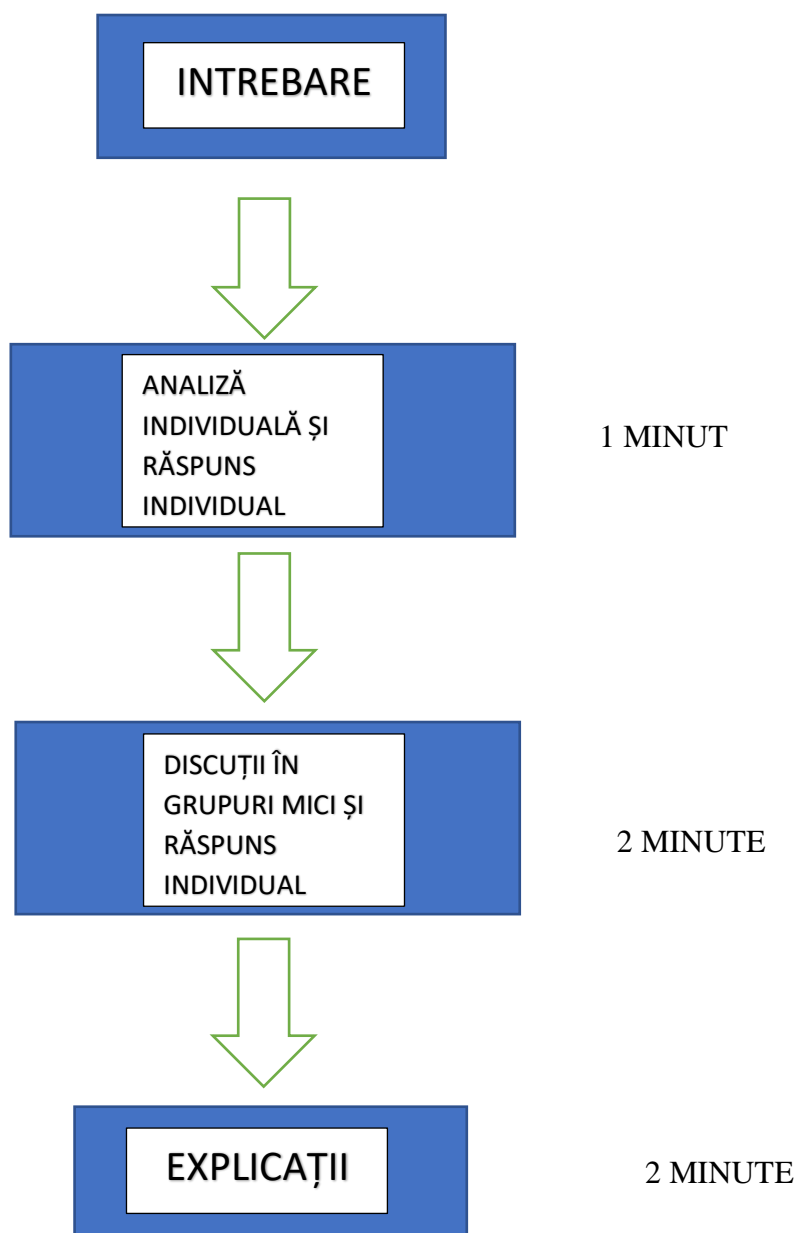 INTREBARE
ANALIZĂ
INDIVIDUALĂ ȘI
RĂSPUNS
INDIVIDUAL
1 MINUT
DISCUȚII ÎN
GRUPURI MICI ȘI
RĂSPUNS
INDIVIDUAL
2 MINUTE
EXPLICAȚII
2 MINUTE